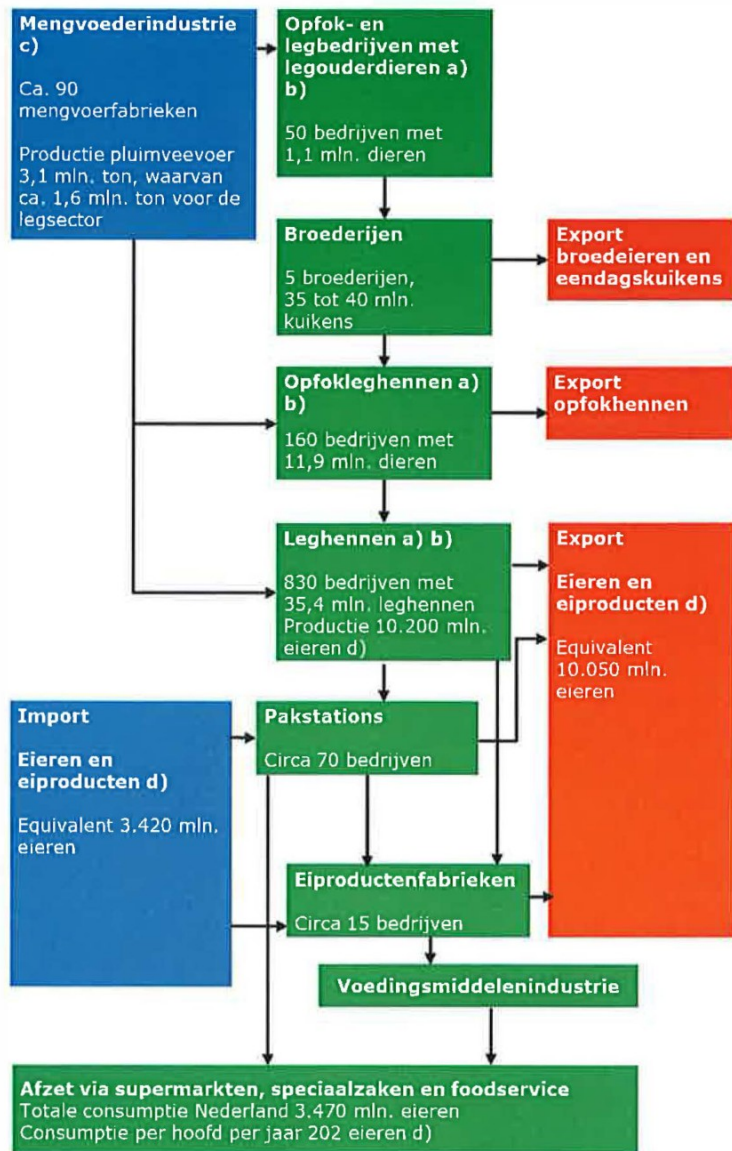 Mengvoederindustrie
c)
Ca. 90
mengvoerfabrieken
Productie pluimveevoer
3,1 mln. ton, waarvan
ca. 1,6 mln. ton voor de
legsector
Opfok- en
legbedrijven met
legouderdieren a)
b)
50 bedrijven met
1,1 mln. dieren
Broederijen
5 broederijen,
35 tot 40 mln.
kuikens
Export
broedeieren en
eendagskuikens
Opfokleghennen a)
b)
160 bedrijven met
11,9 mln. dieren
Export
opfokhennen
Leghennen a) b)
830 bedrijven met
35,4 mln. leghennen
Productie 10.200 mln.
eieren d)
Export
Eieren en
eiproducten d)
Equivalent
10.050 mln.
eieren
Import
Eieren en
eiproducten d)
Equivalent 3.420 mln.
eieren
Pakstations
Circa 70 bedrijven
Eiproductenfabrieken
Circa 15 bedrijven
Voedingsmiddelenindustrie
Afzet via supermarkten, speciaalzaken en foodservice
Totale consumptie Nederland 3.470 mln. eieren
Consumptie per hoofd per jaar 202 eieren d)